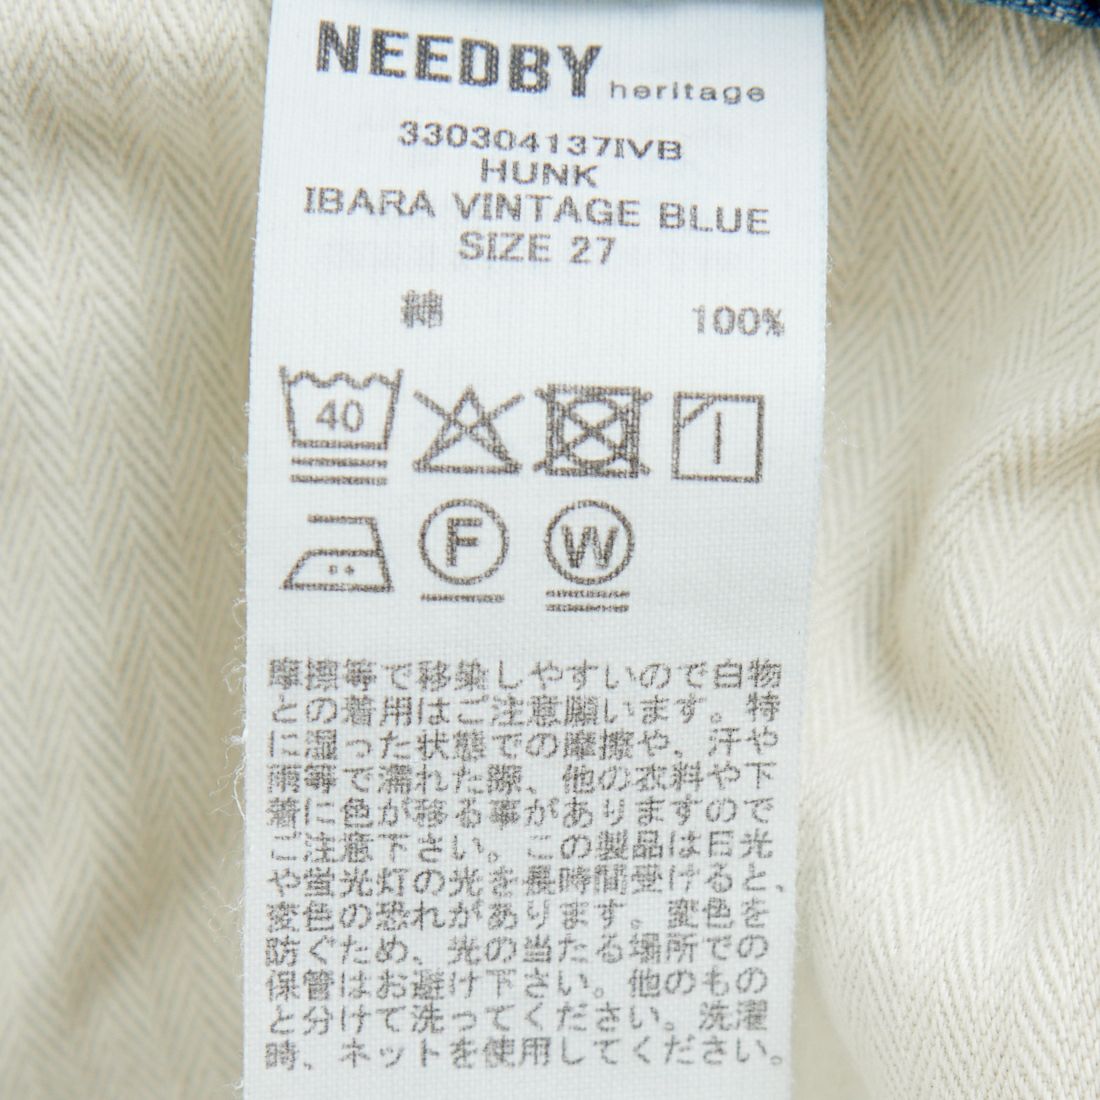 NEEDBY heritage
330304137IVB
HUNK
IBARA VINTAGE BLUE
SIZE 27
綿 100%
40
F W
摩擦等で移染しやすいので白物
との着用はご注意願います。特
に湿った状態での摩擦や、汗や
雨等で濡れた際、他の衣料や下
着に色が移る事がありますので
ご注意下さい。この製品は日光
や蛍光灯の光を長時間受けると、
変色の恐れがあります。変色を
防ぐため、光の当たる場所での
保管はお避け下さい。他のもの
と分けて洗ってください。洗濯
時、ネットを使用してください。